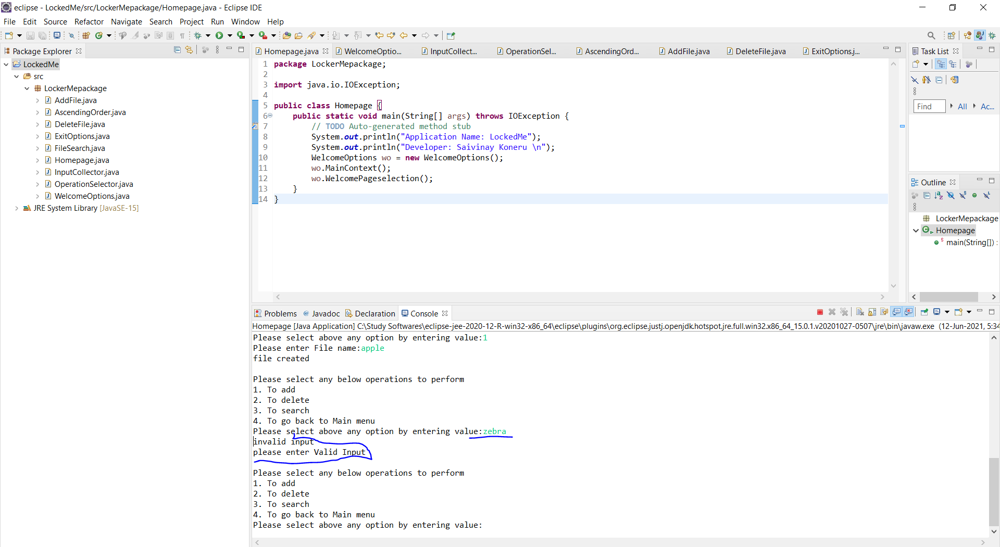 eclipse - LockedMe/src/LockerMepackage/Homepage.java - Eclipse IDE
File Edit Source Refactor Navigate Search Project Run Window Help
Package Explorer
LockedMe
src
LockerMepackage
AddFile.java
AscendingOrder.java
DeleteFile.java
ExitOptions.java
FileSearch.java
Homepage.java
InputCollector.java
OperationSelector.java
WelcomeOptions.java
JRE System Library [JavaSE-15]
Homepage.java WelcomeOptio... InputCollect... OperationSel... AscendingOrd... AddFile.java DeleteFile.java ExitOptions.j...
1 package LockerMepackage;
2
3 import java.io.IOException;
4
5 public class Homepage {
6 public static void main(String[] args) throws IOException {
7 // TODO Auto-generated method stub
8 System.out.println("Application Name: LockedMe");
9 System.out.println("Developer: Saivinay Koneru \n");
10 WelcomeOptions wo = new WelcomeOptions();
11 wo.MainContext();
12 wo.WelcomePageselection();
13 }
14 }
Task List
Find All Ac...
Outline
LockerMepackage
Homepage
main(String[]) :
Problems Javadoc Declaration Console
Homepage [Java Application] C:\Study Softwares\eclipse-jee-2020-12-R-win32-x86_64\eclipse\plugins\org.eclipse.justj.openjdk.hotspot.jre.full.win32.x86_64_15.0.1.v20201027-0507\jre\bin\javaw.exe (12-Jun-2021, 5:34
Please select above any option by entering value:1
Please enter File name:apple
file created
Please select any below operations to perform
1. To add
2. To delete
3. To search
4. To go back to Main menu
Please select above any option by entering value:zebra
invalid input
please enter Valid Input
Please select any below operations to perform
1. To add
2. To delete
3. To search
4. To go back to Main menu
Please select above any option by entering value: